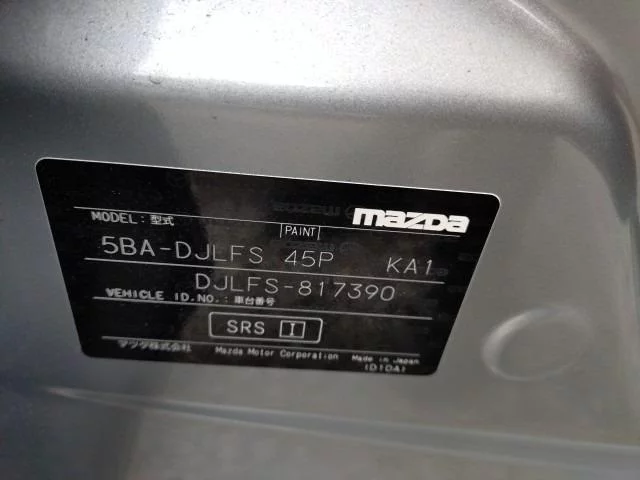 mazda
MODEL:型式
PAINT
5BA-DJLFS 45P KA1
DJLFS-817390
VEHICLE ID.NO.:車台番号
SRS I
マツダ株式会社 Mazda Motor Corporation Made in Japan